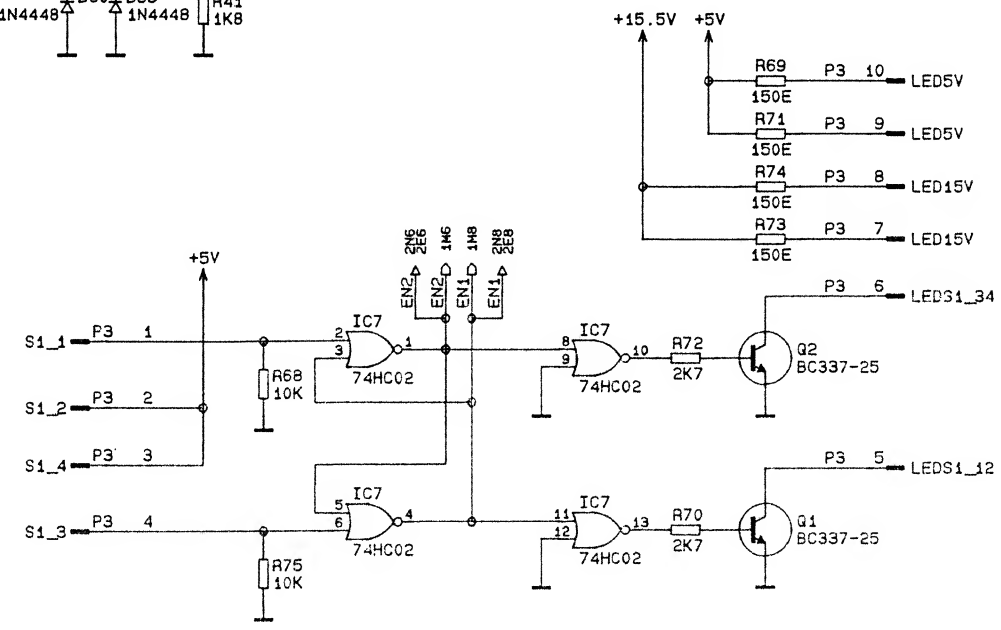 1N4448
1N4448
R41
1K8
+15.5V +5V
R69 P3 10 LED5V
150E
R71 P3 9 LED5V
150E
R74 P3 8 LED15V
150E
R73 P3 7 LED15V
150E
2N6
2E6
1M6
1M8
2N8
2E8
EN2
EN2
EN1
EN1
+5V
P3 6 LEDS1_34
S1_1 P3 1
2 IC7
3 1
74HC02
R68
10K
8 IC7
9 10
74HC02
R72
2K7
Q2
BC337-25
S1_2 P3 2
S1_4 P3 3
P3 5 LEDS1_12
S1_3 P3 4
5 IC7
6 4
74HC02
11 IC7
12 13
74HC02
R70
2K7
Q1
BC337-25
R75
10K